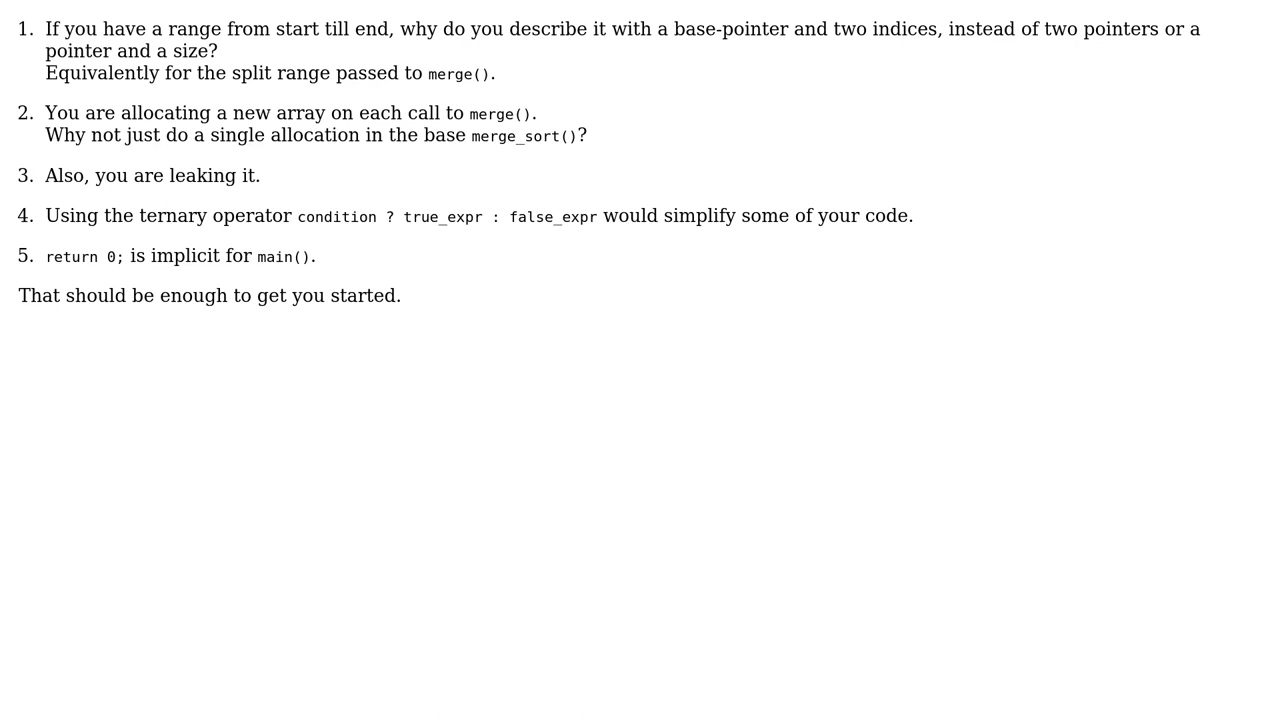 1. If you have a range from start till end, why do you describe it with a base-pointer and two indices, instead of two pointers or a
pointer and a size?
Equivalently for the split range passed to merge().
2. You are allocating a new array on each call to merge().
Why not just do a single allocation in the base merge_sort()?
3. Also, you are leaking it.
4. Using the ternary operator condition ? true_expr : false_expr would simplify some of your code.
5. return 0; is implicit for main().
That should be enough to get you started.